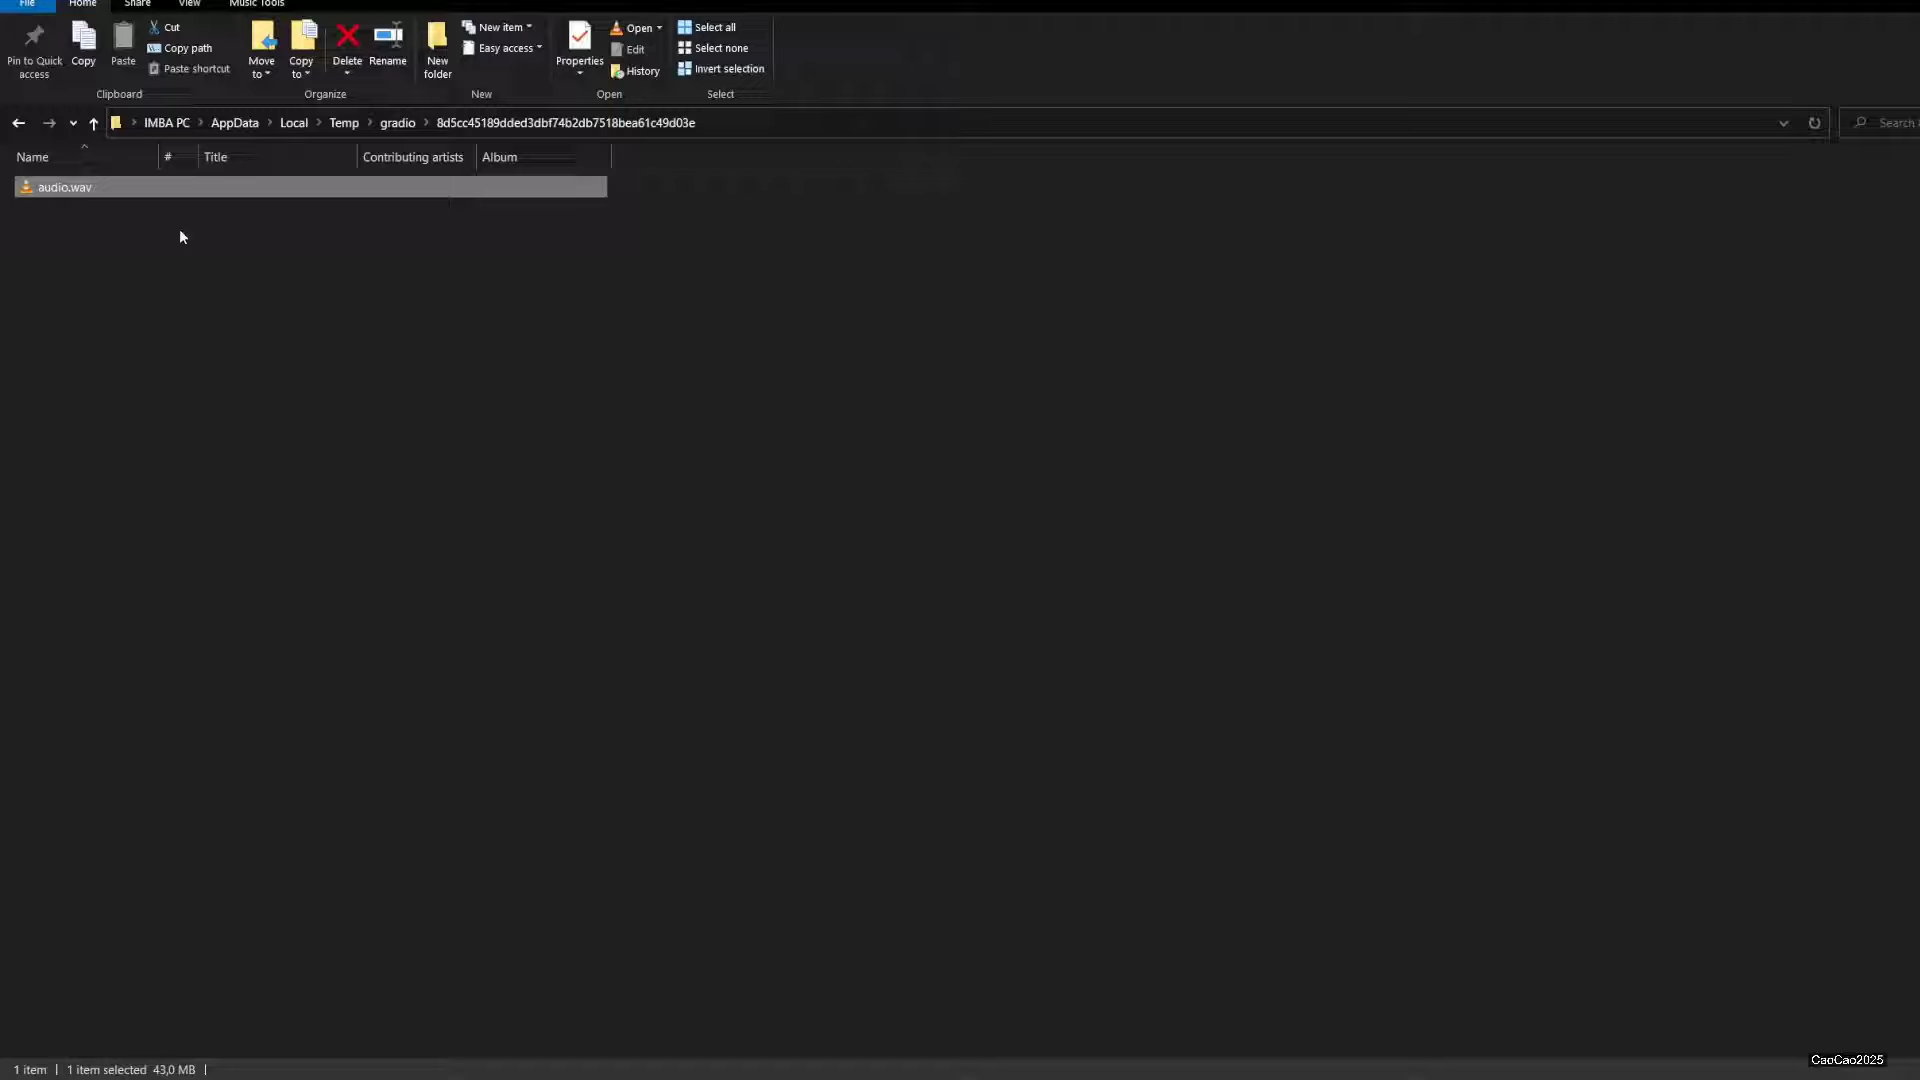 File Home Share View Music Tools
Pin to Quick access
Copy
Paste
Cut
Copy path
Paste shortcut
Clipboard
Move to
Copy to
Delete
Rename
Organize
New folder
New item
Easy access
New
Properties
Open
Edit
History
Open
Select all
Select none
Invert selection
Select
IMBA PC > AppData > Local > Temp > gradio > 8d5cc45189dded3dbf74b2db7518bea61c49d03e
Search
Name # Title Contributing artists Album
audio.wav
1 item | 1 item selected 43,0 MB |
CaoCao2025